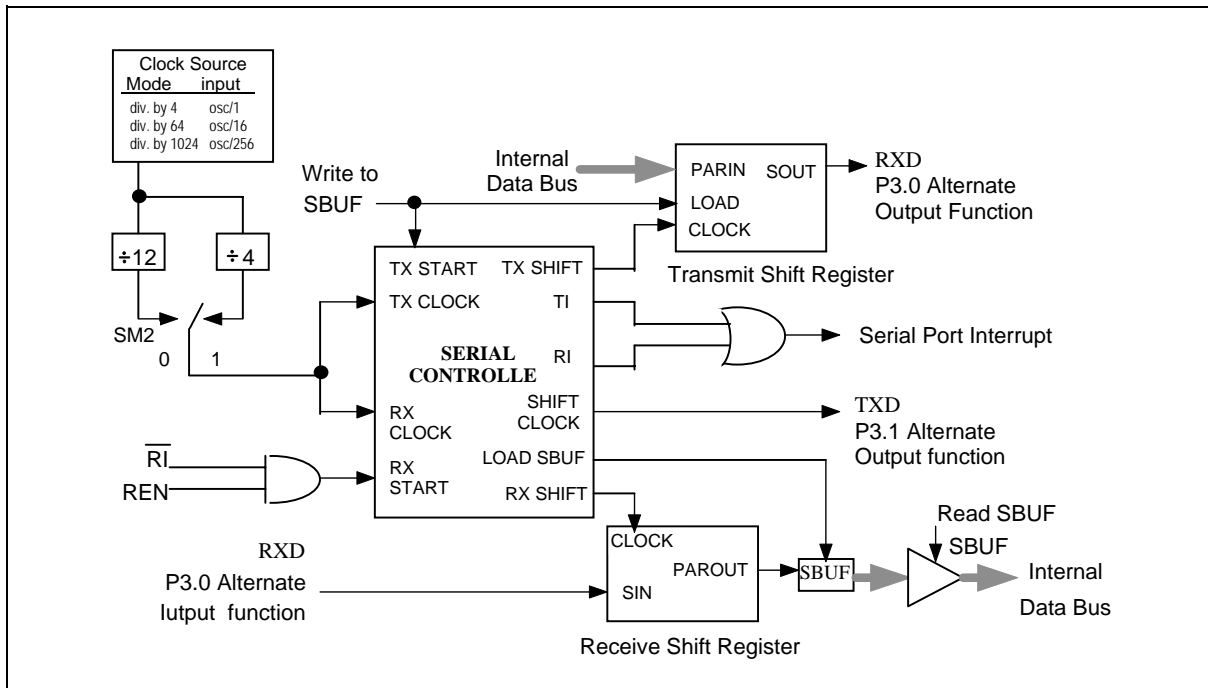 Clock Source
Mode input
div. by 4 osc/1
div. by 64 osc/16
div. by 1024 osc/256
÷12
÷4
SM2
0 1
Write to
SBUF
Internal
Data Bus
PARIN
SOUT
LOAD
CLOCK
Transmit Shift Register
RXD
P3.0 Alternate
Output Function
TX START
TX SHIFT
TX CLOCK
TI
SERIAL
CONTROLLE
RI
SHIFT
CLOCK
RX
CLOCK
LOAD SBUF
RX
START
RX SHIFT
Serial Port Interrupt
TXD
P3.1 Alternate
Output function
R̅I̅
REN
RXD
P3.0 Alternate
Iutput function
CLOCK
PAROUT
SIN
Receive Shift Register
SBUF
Read SBUF
SBUF
Internal
Data Bus